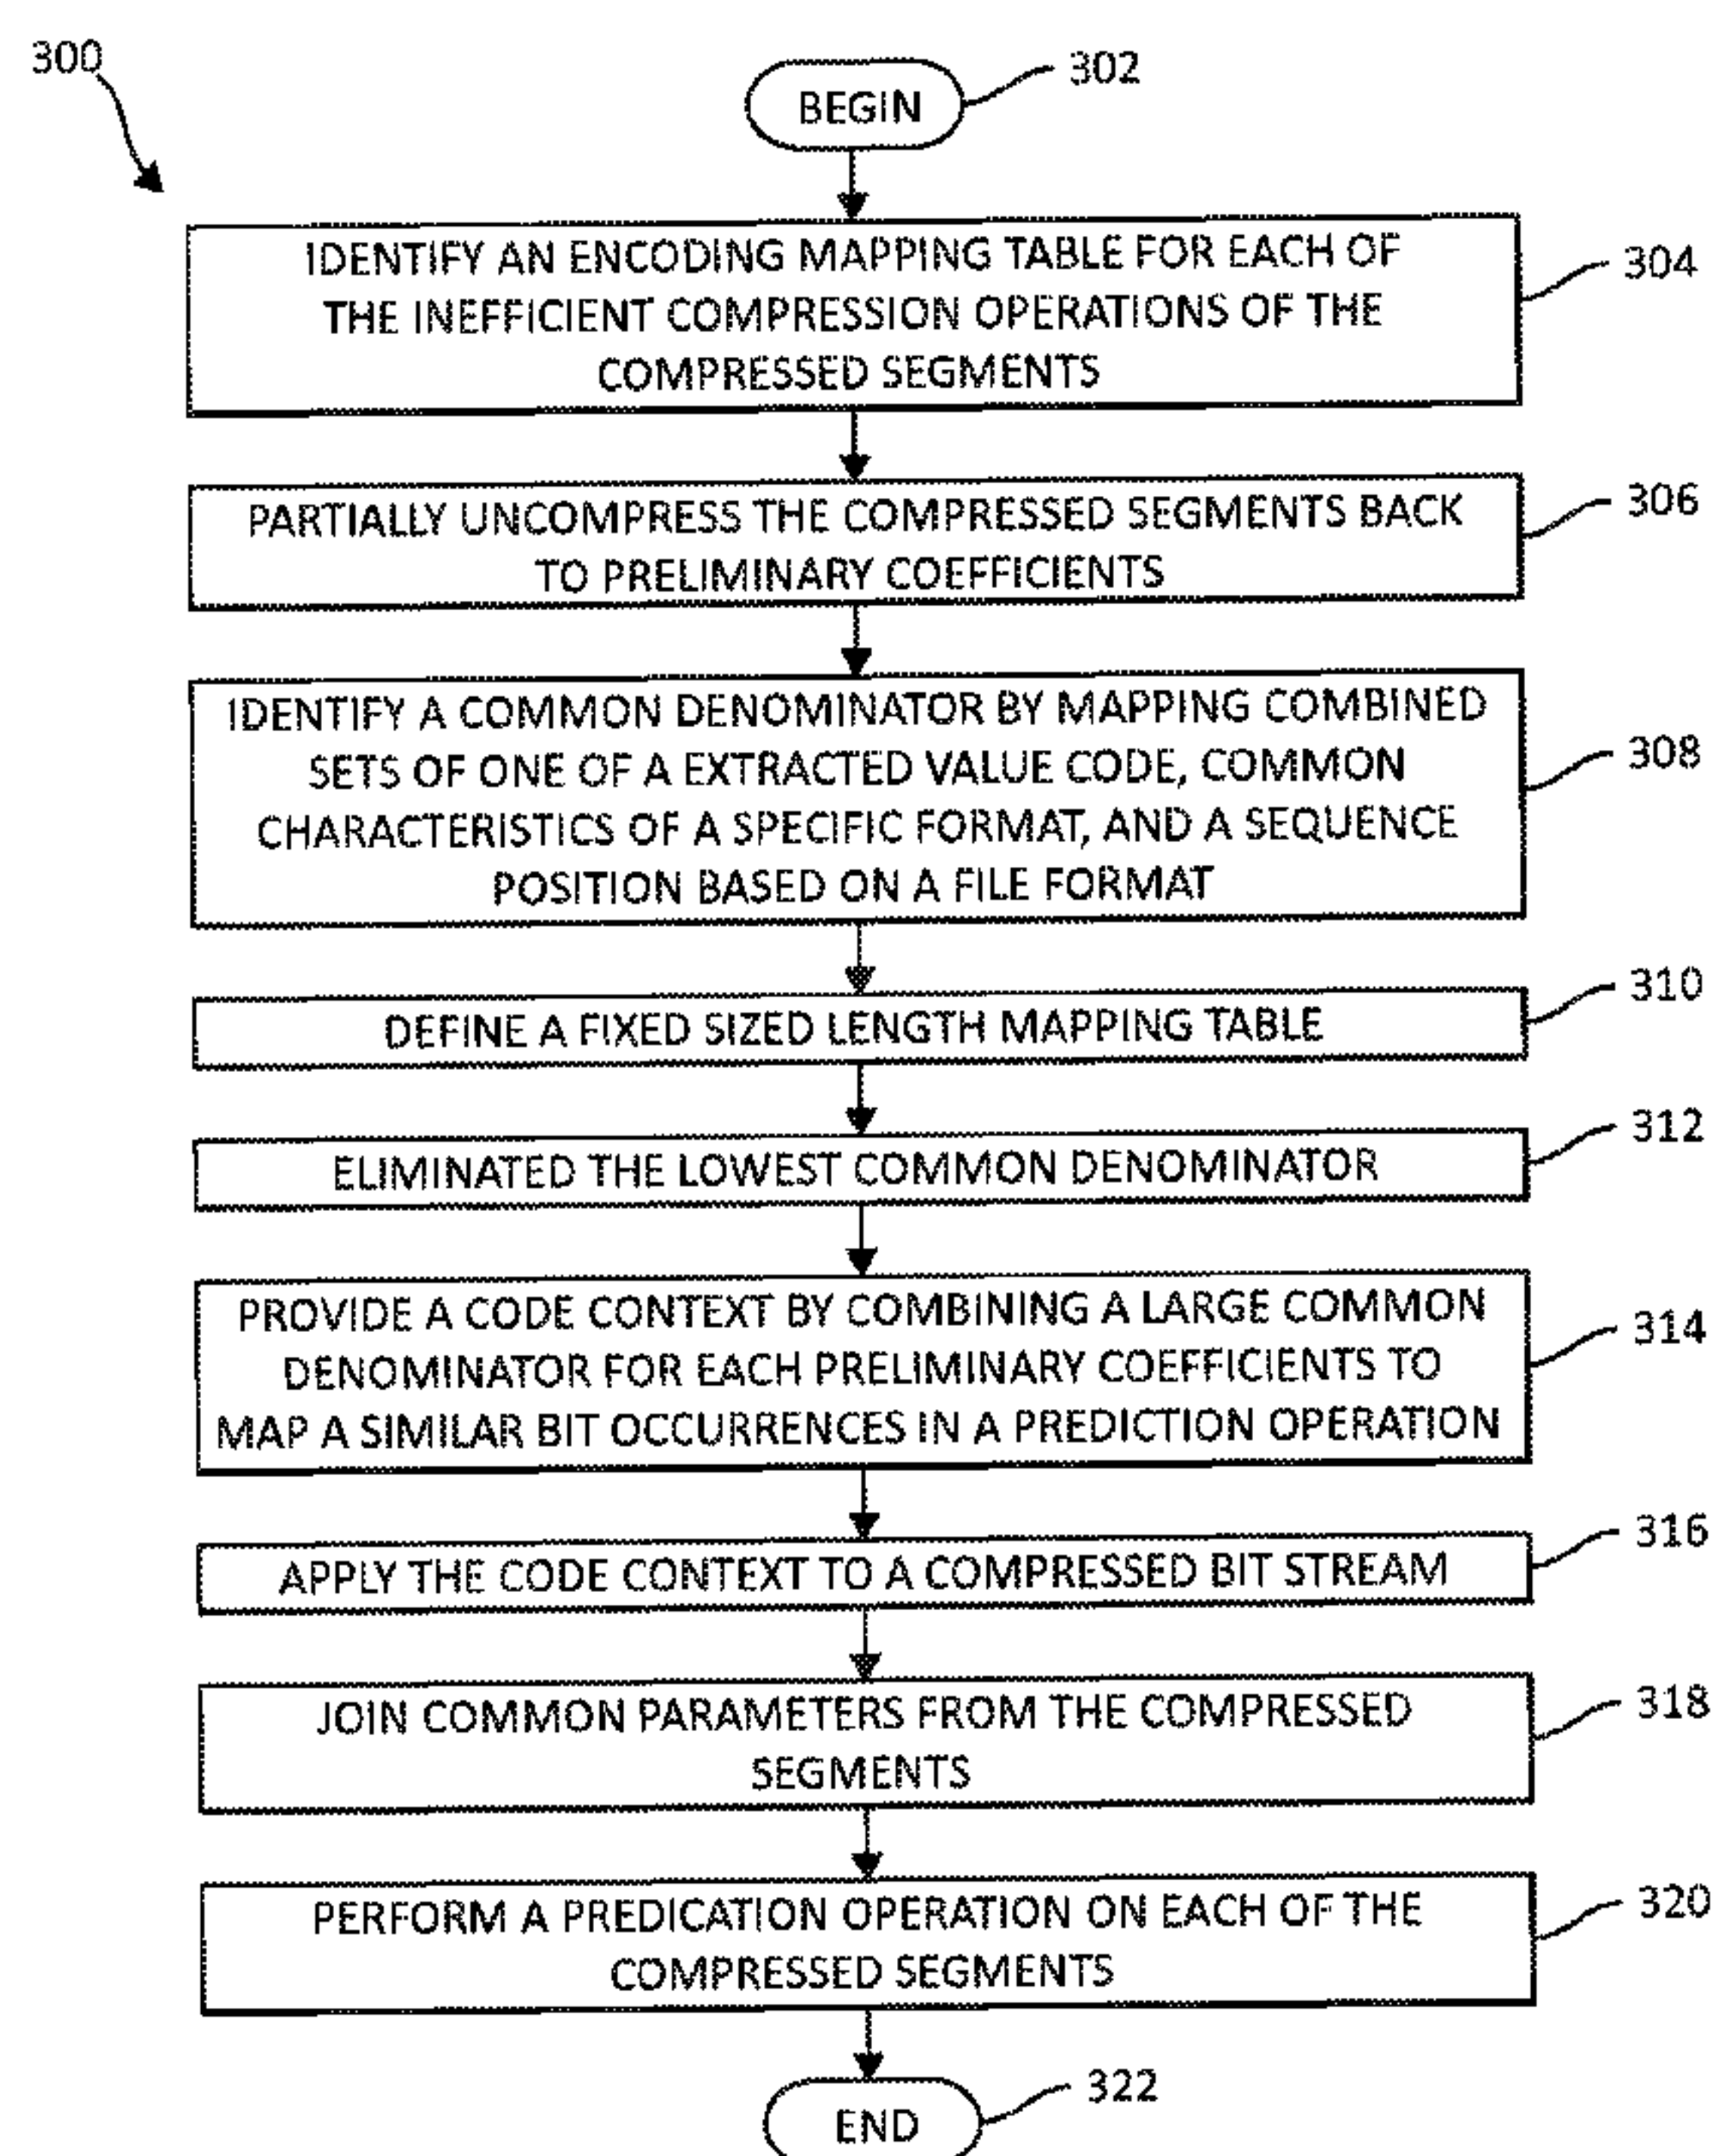 300
302
BEGIN
IDENTIFY AN ENCODING MAPPING TABLE FOR EACH OF
THE INEFFICIENT COMPRESSION OPERATIONS OF THE
COMPRESSED SEGMENTS
304
PARTIALLY UNCOMPRESS THE COMPRESSED SEGMENTS BACK
TO PRELIMINARY COEFFICIENTS
306
IDENTIFY A COMMON DENOMINATOR BY MAPPING COMBINED
SETS OF ONE OF A EXTRACTED VALUE CODE, COMMON
CHARACTERISTICS OF A SPECIFIC FORMAT, AND A SEQUENCE
POSITION BASED ON A FILE FORMAT
308
DEFINE A FIXED SIZED LENGTH MAPPING TABLE
310
ELIMINATED THE LOWEST COMMON DENOMINATOR
312
PROVIDE A CODE CONTEXT BY COMBINING A LARGE COMMON
DENOMINATOR FOR EACH PRELIMINARY COEFFICIENTS TO
MAP A SIMILAR BIT OCCURRENCES IN A PREDICTION OPERATION
314
APPLY THE CODE CONTEXT TO A COMPRESSED BIT STREAM
316
JOIN COMMON PARAMETERS FROM THE COMPRESSED
SEGMENTS
318
PERFORM A PREDICATION OPERATION ON EACH OF THE
COMPRESSED SEGMENTS
320
322
END